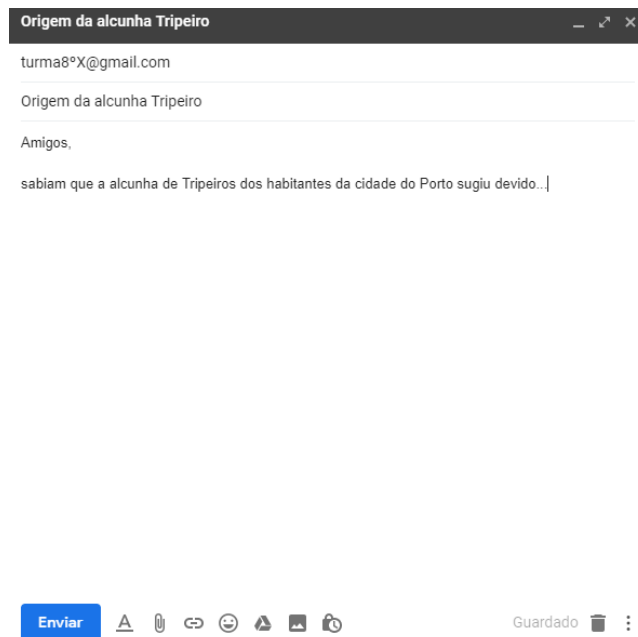 Origem da alcunha Tripeiro
turma8ºX@gmail.com
Origem da alcunha Tripeiro
Amigos,
sabiam que a alcunha de Tripeiros dos habitantes da cidade do Porto sugiu devido...
Enviar
Guardado